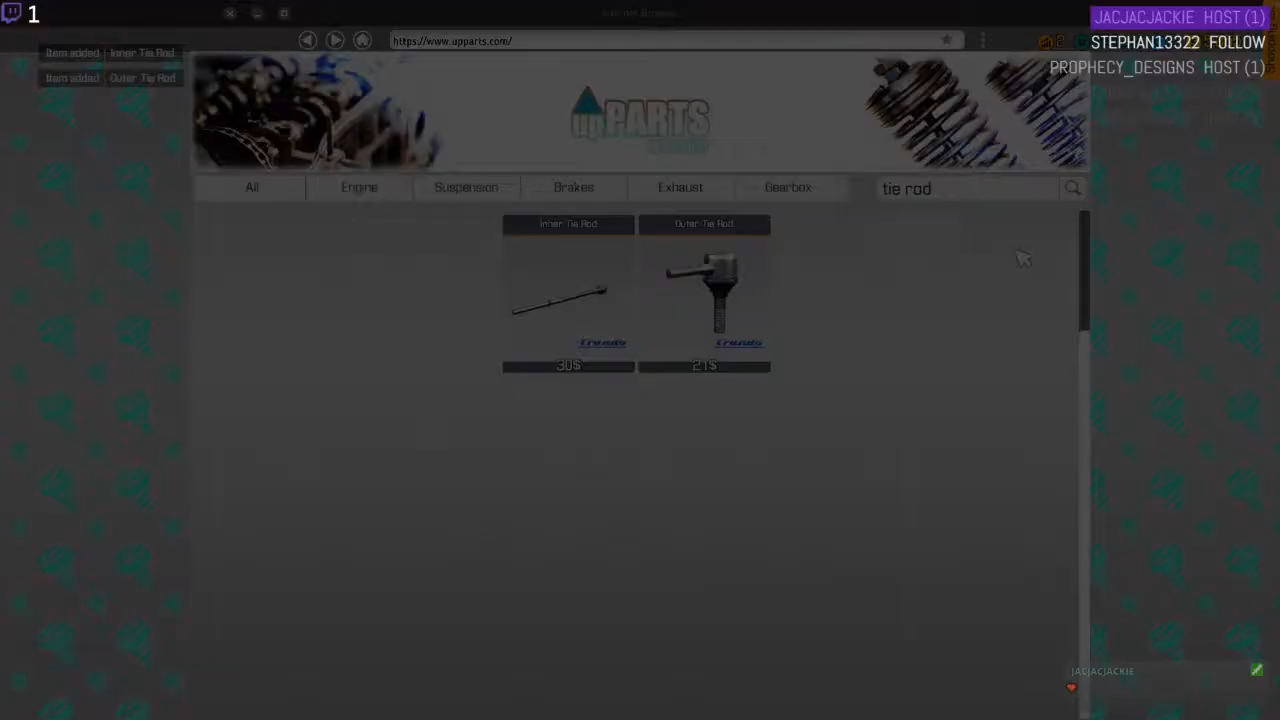 1
JACJACJACKIE HOST (1)
https://www.upparts.com/
STEPHAN13322 FOLLOW
Item added Inner Tie Rod
PROPHECY_DESIGNS HOST (1)
Item added Outer Tie Rod
up PARTS
All Engine Suspension Brakes Exhaust Gearbox tie rod
Inner Tie Rod Outer Tie Rod
30$ 21$
JACJACJACKIE